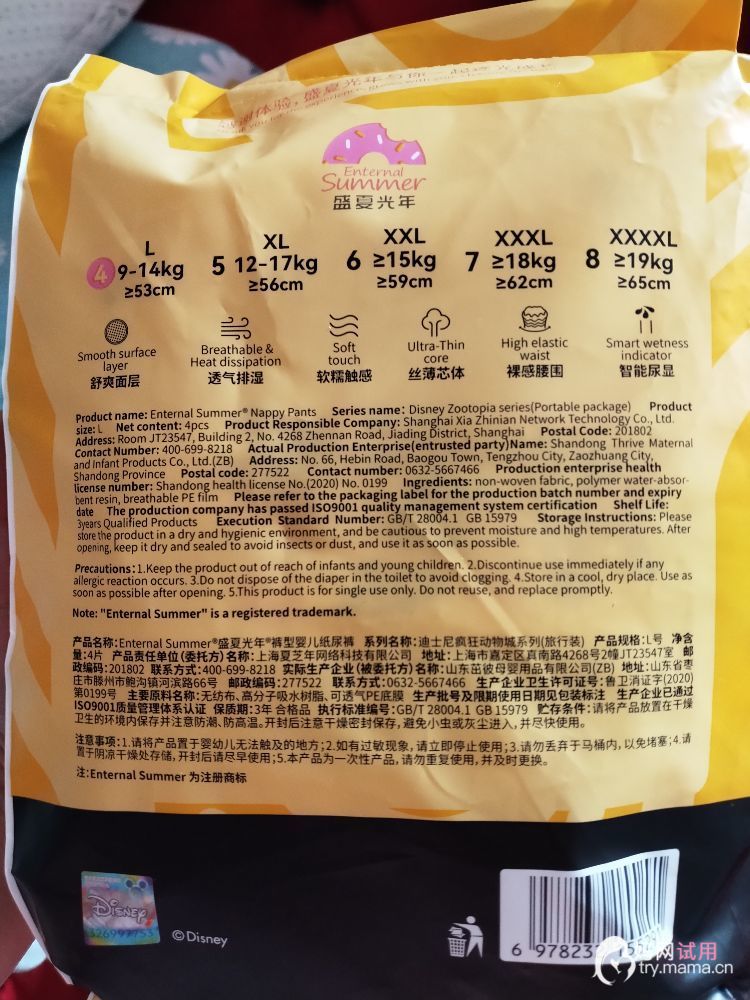 感谢体验，盛夏光年与你一起逐光成长
Enternal
Summer
盛夏光年
4 L 9-14kg ≥53cm
5 XL 12-17kg ≥56cm
6 XXL ≥15kg ≥59cm
7 XXXL ≥18kg ≥62cm
8 XXXXL ≥19kg ≥65cm
Smooth surface layer
舒爽面层
Breathable & Heat dissipation
透气排湿
Soft touch
软糯触感
Ultra-Thin core
丝薄芯体
High elastic waist
裸感腰围
Smart wetness indicator
智能尿显
Product name: Enternal Summer® Nappy Pants Series name: Disney Zootopia series(Portable package) Product
size: L Net content: 4pcs Product Responsible Company: Shanghai Xia Zhinian Network Technology Co., Ltd.
Address: Room JT23547, Building 2, No. 4268 Zhennan Road, Jiading District, Shanghai Postal Code: 201802
Contact Number: 400-699-8218 Actual Production Enterprise(entrusted party)Name: Shandong Thrive Maternal
and Infant Products Co., Ltd.(ZB) Address: No. 66, Hebin Road, Baogou Town, Tengzhou City, Zaozhuang City,
Shandong Province Postal code: 277522 Contact number: 0632-5667466 Production enterprise health
license number: Shandong health license No.(2020) No. 0199 Ingredients: non-woven fabric, polymer water-absor-
bent resin, breathable PE film Please refer to the packaging label for the production batch number and expiry
date The production company has passed ISO9001 quality management system certification Shelf Life:
3years Qualified Products Execution Standard Number: GB/T 28004.1 GB 15979 Storage Instructions: Please
store the product in a dry and hygienic environment, and be cautious to prevent moisture and high temperatures. After
opening, keep it dry and sealed to avoid insects or dust, and use it as soon as possible.
Precautions: 1.Keep the product out of reach of infants and young children. 2.Discontinue use immediately if any
allergic reaction occurs. 3.Do not dispose of the diaper in the toilet to avoid clogging. 4.Store in a cool, dry place. Use as
soon as possible after opening. 5.This product is for single use only. Do not reuse, and replace promptly.
Note: "Enternal Summer" is a registered trademark.
产品名称:Enternal Summer®盛夏光年®裤型婴儿纸尿裤 系列名称:迪士尼疯狂动物城系列(旅行装) 产品规格:L号 净含
量:4片 产品责任单位(委托方)名称:上海夏芝年网络科技有限公司 地址:上海市嘉定区真南路4268号2幢JT23547室 邮
政编码:201802 联系方式:400-699-8218 实际生产企业(被委托方)名称:山东茁彼母婴用品有限公司(ZB) 地址:山东省枣
庄市滕州市鲍沟镇河滨路66号 邮政编码:277522 联系方式:0632-5667466 生产企业卫生许可证号:鲁卫消证字(2020)
第0199号 主要原料名称:无纺布、高分子吸水树脂、可透气PE底膜 生产批号及限期使用日期见包装标注 生产企业已通过
ISO9001质量管理体系认证 保质期:3年 合格品 执行标准编号:GB/T 28004.1 GB 15979 贮存条件:请将产品放置在干燥
卫生的环境内保存并注意防潮、防高温。开封后注意干燥密封保存，避免小虫或灰尘进入，并尽快使用。
注意事项:1.请将产品置于婴幼儿无法触及的地方;2.如有过敏现象，请立即停止使用;3.请勿丢弃于马桶内，以免堵塞;4.请
置于阴凉干燥处存储，开封后请尽早使用;5.本产品为一次性产品，请勿重复使用，并及时更换。
注:Enternal Summer 为注册商标
Disney
326997753
©Disney
6 97823
网试用
try.mama.cn